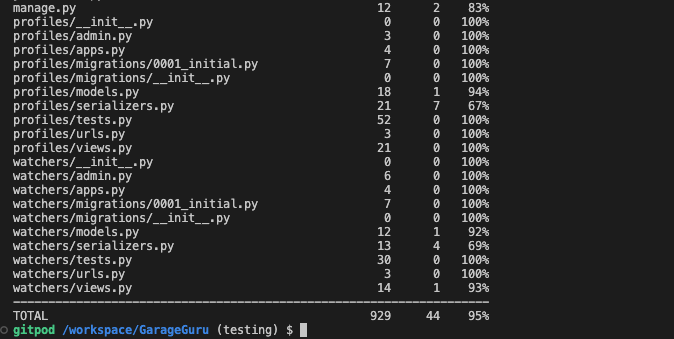 manage.py 12 2 83%
profiles/__init__.py 0 0 100%
profiles/admin.py 3 0 100%
profiles/apps.py 4 0 100%
profiles/migrations/0001_initial.py 7 0 100%
profiles/migrations/__init__.py 0 0 100%
profiles/models.py 18 1 94%
profiles/serializers.py 21 7 67%
profiles/tests.py 52 0 100%
profiles/urls.py 3 0 100%
profiles/views.py 21 0 100%
watchers/__init__.py 0 0 100%
watchers/admin.py 6 0 100%
watchers/apps.py 4 0 100%
watchers/migrations/0001_initial.py 7 0 100%
watchers/migrations/__init__.py 0 0 100%
watchers/models.py 12 1 92%
watchers/serializers.py 13 4 69%
watchers/tests.py 30 0 100%
watchers/urls.py 3 0 100%
watchers/views.py 14 1 93%
--------------------------------------------------------------------
TOTAL 929 44 95%
gitpod /workspace/GarageGuru (testing) $